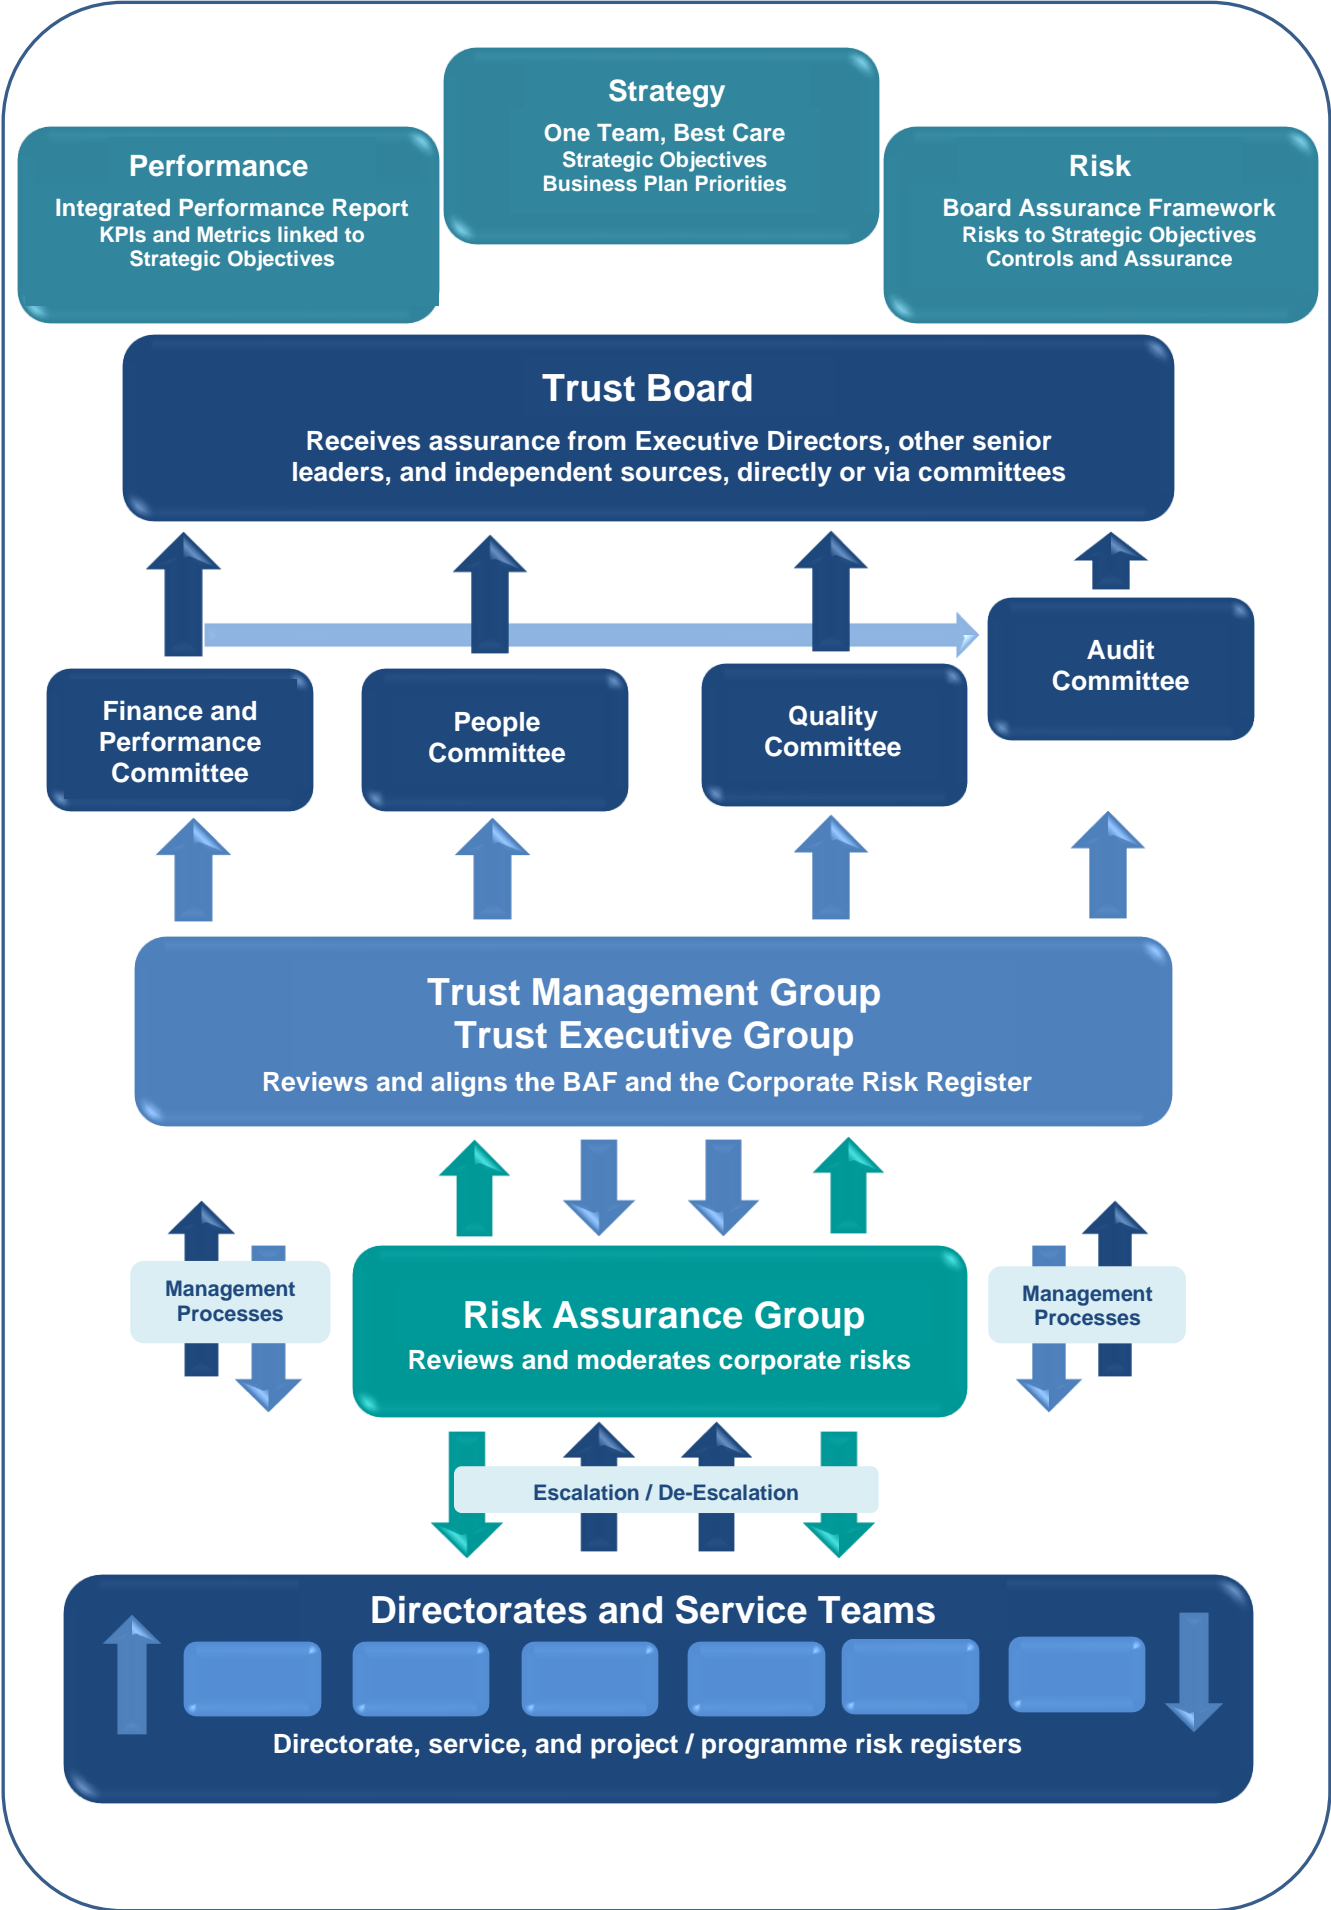 Strategy
One Team, Best Care
Strategic Objectives
Business Plan Priorities
Performance
Integrated Performance Report
KPIs and Metrics linked to
Strategic Objectives
Risk
Board Assurance Framework
Risks to Strategic Objectives
Controls and Assurance
Trust Board
Receives assurance from Executive Directors, other senior
leaders, and independent sources, directly or via committees
Finance and
Performance
Committee
People
Committee
Quality
Committee
Audit
Committee
Trust Management Group
Trust Executive Group
Reviews and aligns the BAF and the Corporate Risk Register
Management
Processes
Risk Assurance Group
Reviews and moderates corporate risks
Management
Processes
Escalation / De-Escalation
Directorates and Service Teams
Directorate, service, and project / programme risk registers